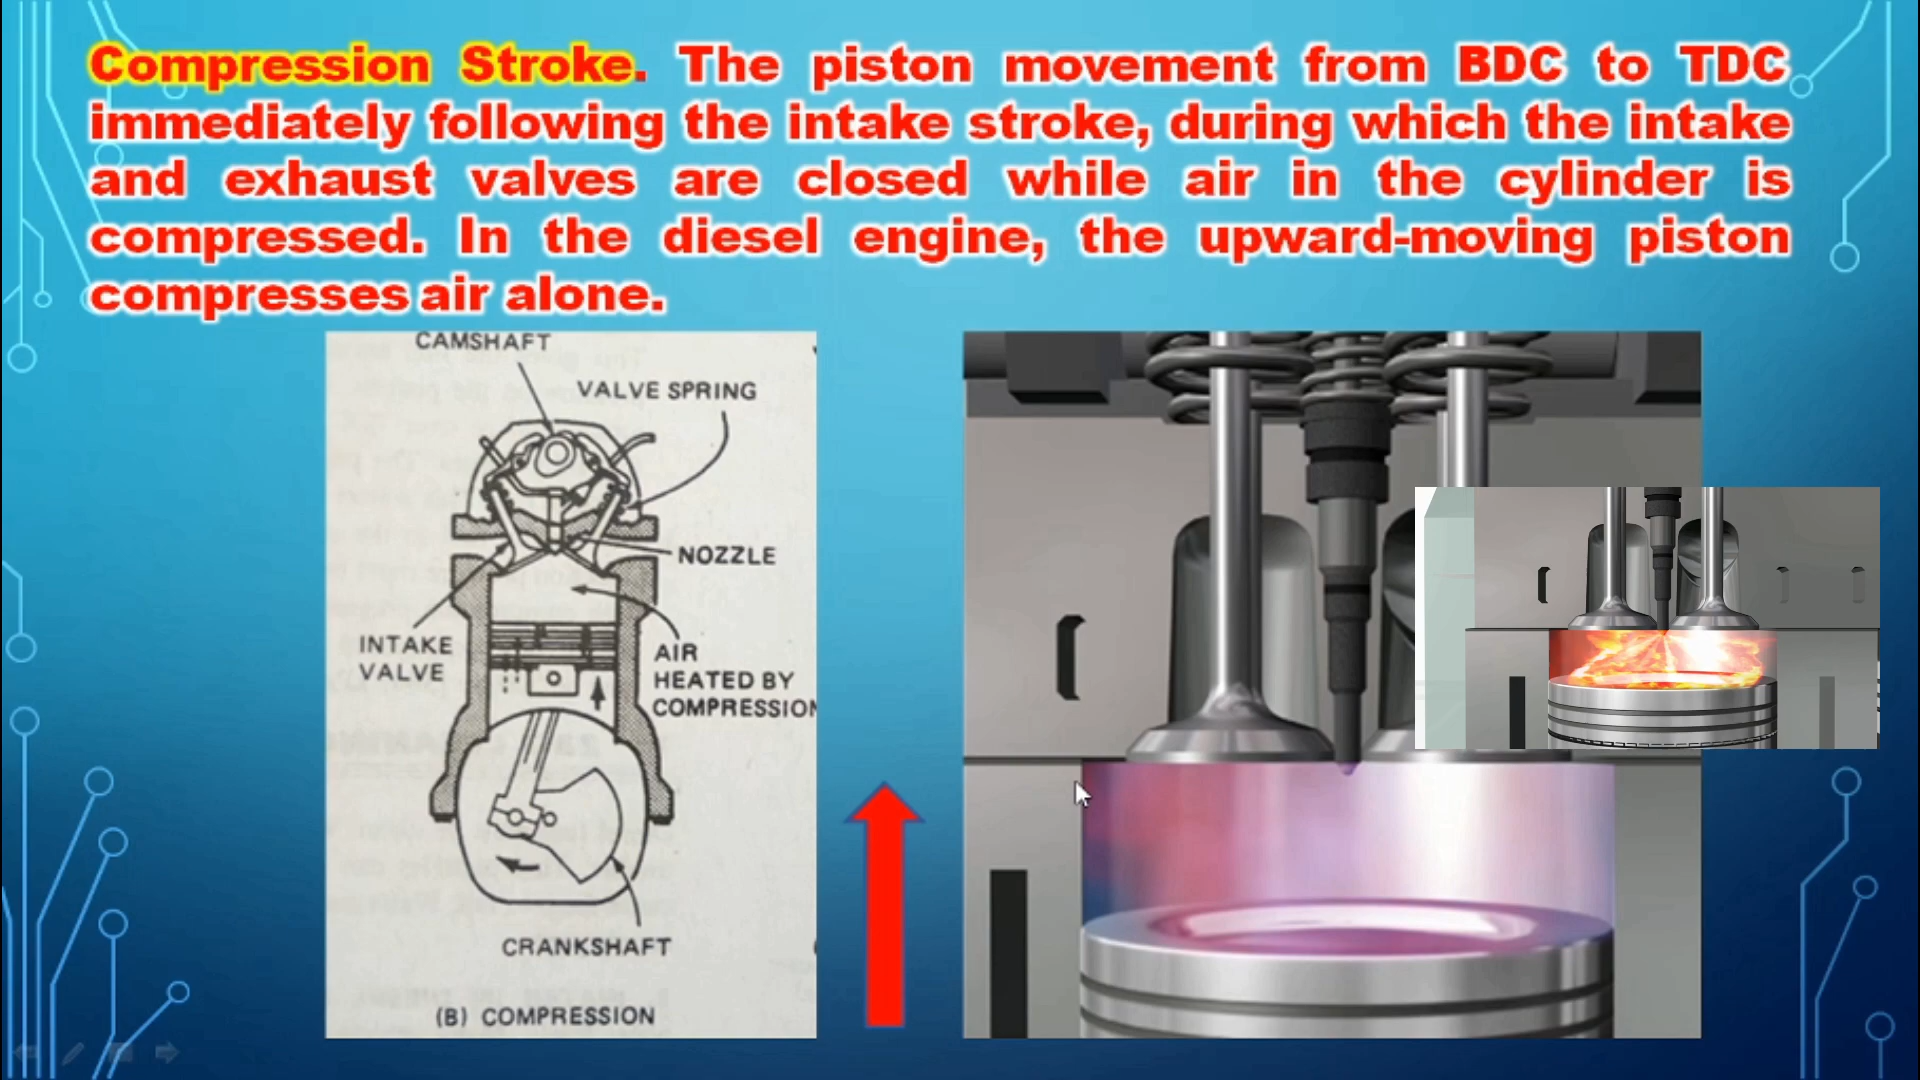 Compression Stroke. The piston movement from BDC to TDC
immediately following the intake stroke, during which the intake
and exhaust valves are closed while air in the cylinder is
compressed. In the diesel engine, the upward-moving piston
compresses air alone.
CAMSHAFT
VALVE SPRING
NOZZLE
INTAKE
VALVE
AIR
HEATED BY
COMPRESSION
CRANKSHAFT
(B) COMPRESSION